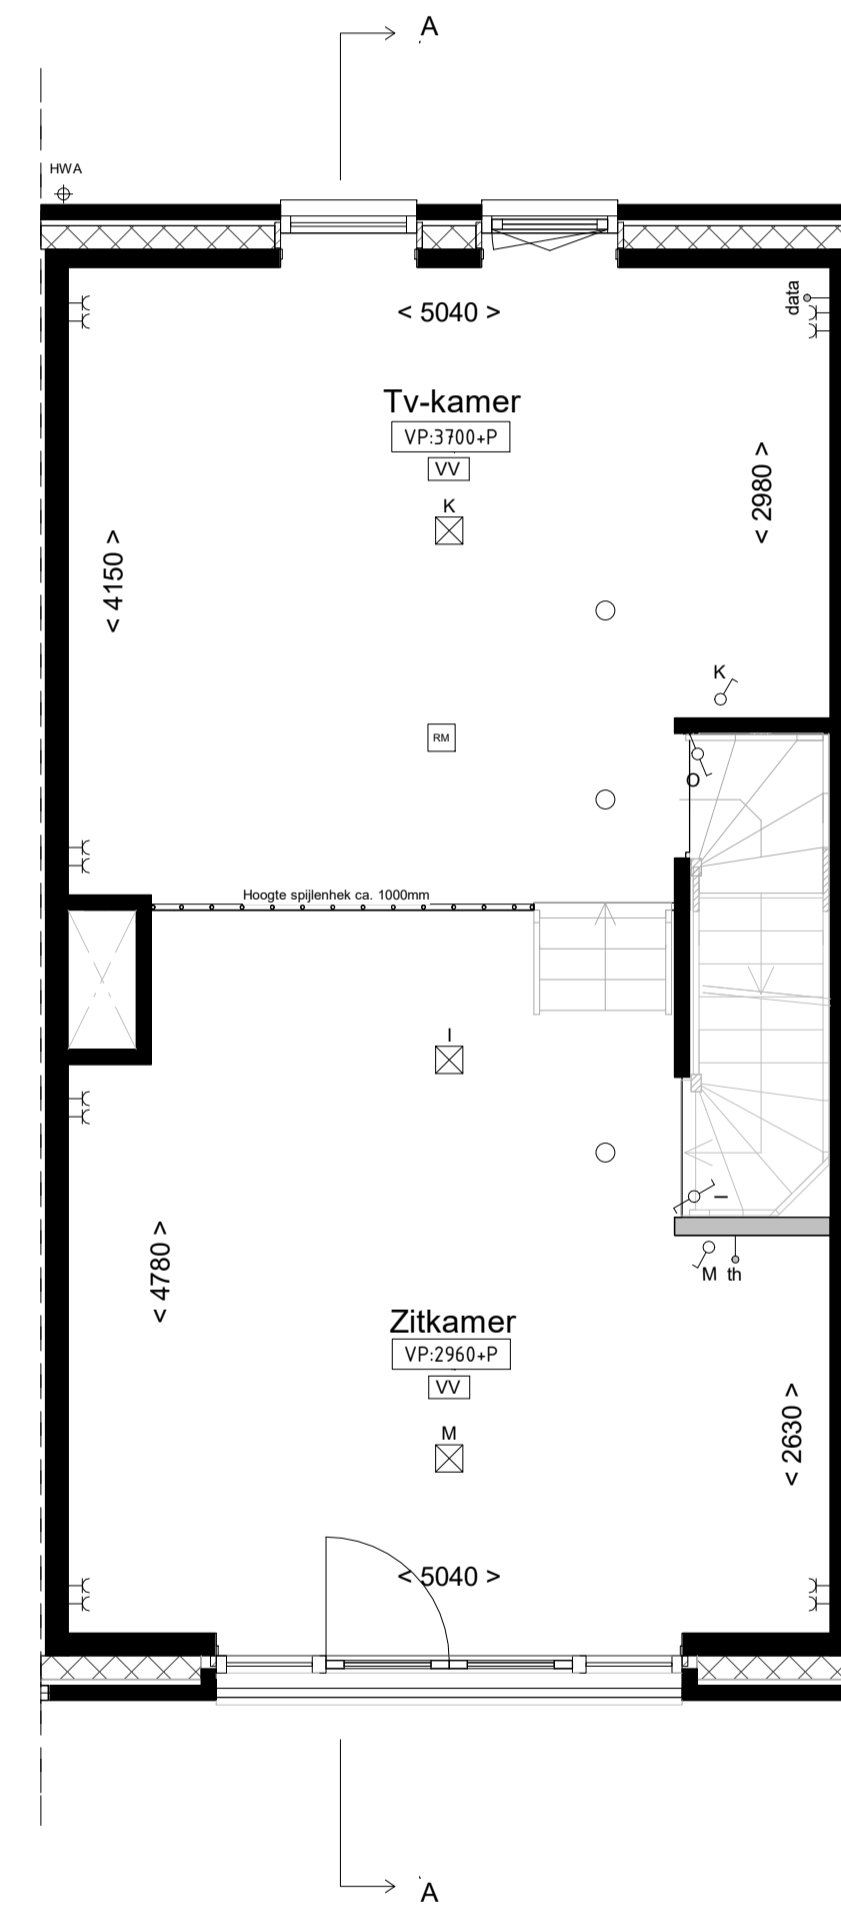 A
HWA
data
< 5040 >
Tv-kamer
VP:3700+P
VV
< 2980 >
K
< 4150 >
K
RM
O
Hoogte spijlenhek ca. 1000mm
I
I
M th
< 4780 >
Zitkamer
VP:2960+P
VV
< 2630 >
M
< 5040 >
A